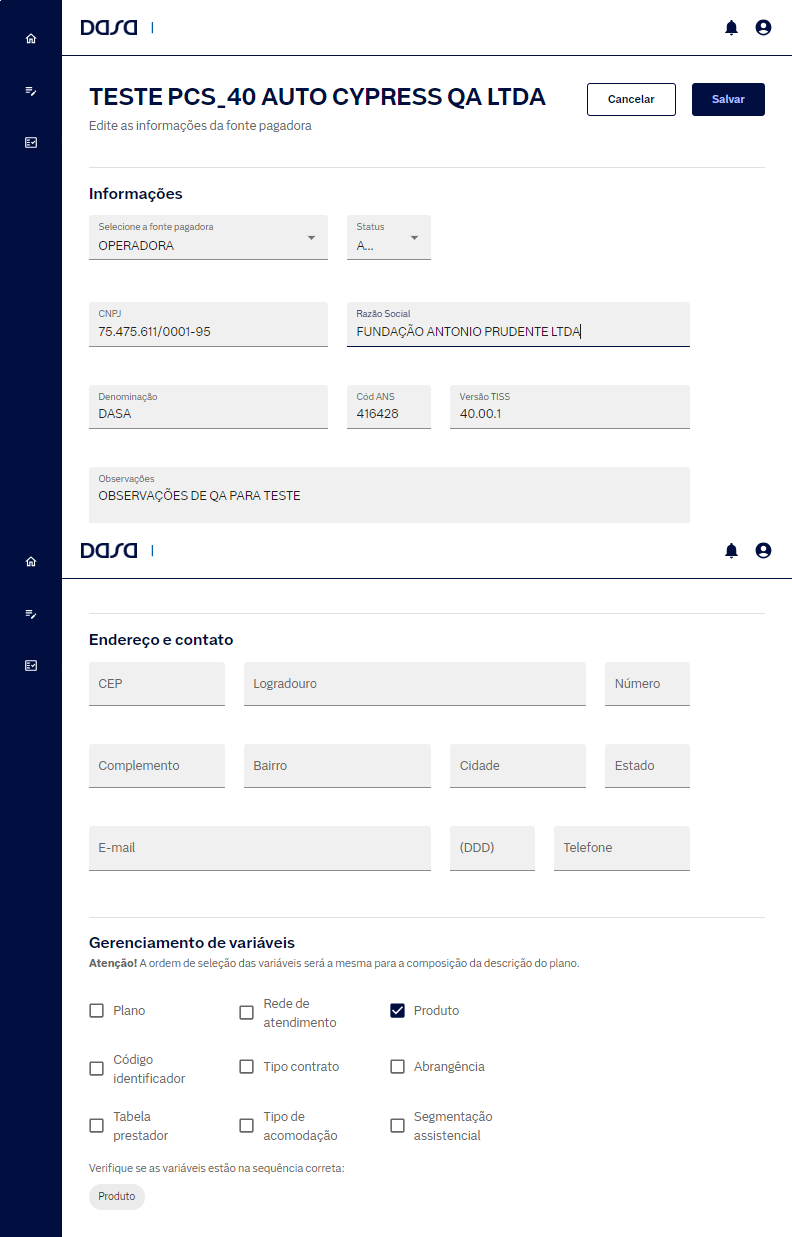 DASA
TESTE PCS_40 AUTO CYPRESS QA LTDA
Cancelar
Salvar
Edite as informações da fonte pagadora
Informações
Selecione a fonte pagadora
OPERADORA
Status
A...
CNPJ
75.475.611/0001-95
Razão Social
FUNDAÇÃO ANTONIO PRUDENTE LTDA
Denominação
DASA
Cód ANS
416428
Versão TISS
40.00.1
Observações
OBSERVAÇÕES DE QA PARA TESTE
DASA
Endereço e contato
CEP
Logradouro
Número
Complemento
Bairro
Cidade
Estado
E-mail
(DDD)
Telefone
Gerenciamento de variáveis
Atenção! A ordem de seleção das variáveis será a mesma para a composição da descrição do plano.
Plano
Rede de
atendimento
Produto
Código
identificador
Tipo contrato
Abrangência
Tabela
prestador
Tipo de
acomodação
Segmentação
assistencial
Verifique se as variáveis estão na sequência correta:
Produto